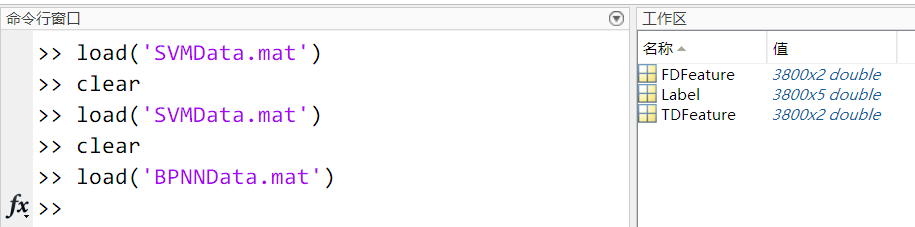 命令行窗口
>> load('SVMData.mat')
>> clear
>> load('SVMData.mat')
>> clear
>> load('BPNNData.mat')
fx >>
工作区
名称 值
FDFeature 3800x2 double
Label 3800x5 double
TDFeature 3800x2 double